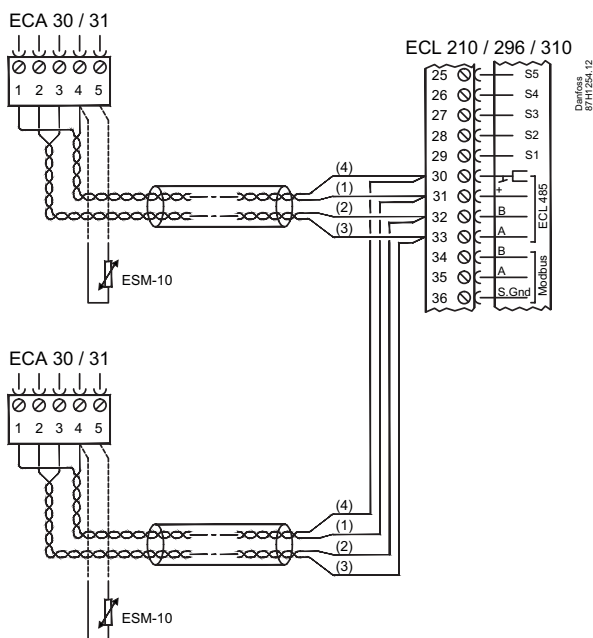 ECA 30 / 31
1 2 3 4 5
ESM-10
(4)
(1)
(2)
(3)
ECL 210 / 296 / 310
25 S5
26 S4
27 S3
28 S2
29 S1
30
31 +
32 B
33 A
34 B
35 A
36 S.Gnd
ECL 485
Modbus
Danfoss
87H1254.12
ECA 30 / 31
1 2 3 4 5
ESM-10
(4)
(1)
(2)
(3)